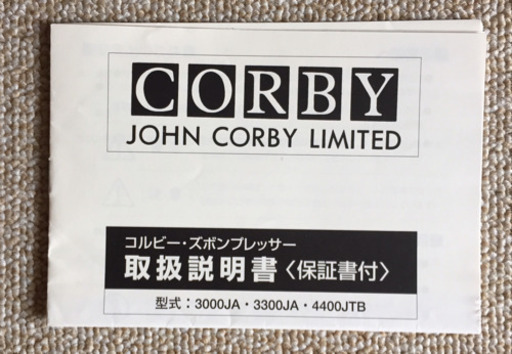 CORBY
JOHN CORBY LIMITED
コルビー・ズボンプレッサー
取扱説明書〈保証書付〉
型式:3000JA・3300JA・4400JTB